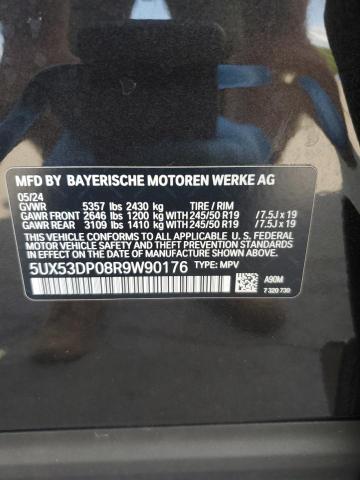 MFD BY BAYERISCHE MOTOREN WERKE AG
05/24
GVWR 5357 lbs 2430 kg TIRE / RIM
GAWR FRONT 2646 lbs 1200 kg WITH 245/50 R19 /7.5J x 19
GAWR REAR 3109 lbs 1410 kg WITH 245/50 R19 /7.5J x 19
THIS VEHICLE CONFORMS TO ALL APPLICABLE U.S. FEDERAL
MOTOR VEHICLE SAFETY STANDARDS IN EFFECT ON THE DATE
OF MANUFACTURE SHOWN ABOVE.
5UX53DP08R9W90176 TYPE: MPV
A90M
7 320 730